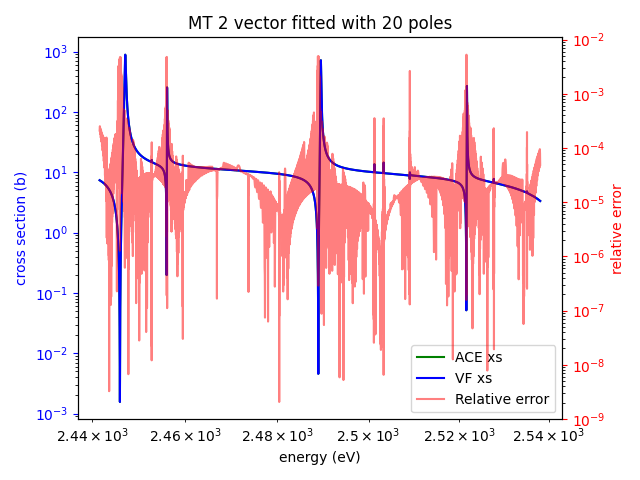 MT 2 vector fitted with 20 poles
cross section (b)
10³
10²
10¹
10⁰
10⁻¹
10⁻²
10⁻³
10⁻²
10⁻³
10⁻⁴
10⁻⁵
10⁻⁶
10⁻⁷
10⁻⁸
10⁻⁹
relative error
ACE xs
VF xs
Relative error
2.44 × 10³ 2.46 × 10³ 2.48 × 10³ 2.5 × 10³ 2.52 × 10³ 2.54 × 10³
energy (eV)